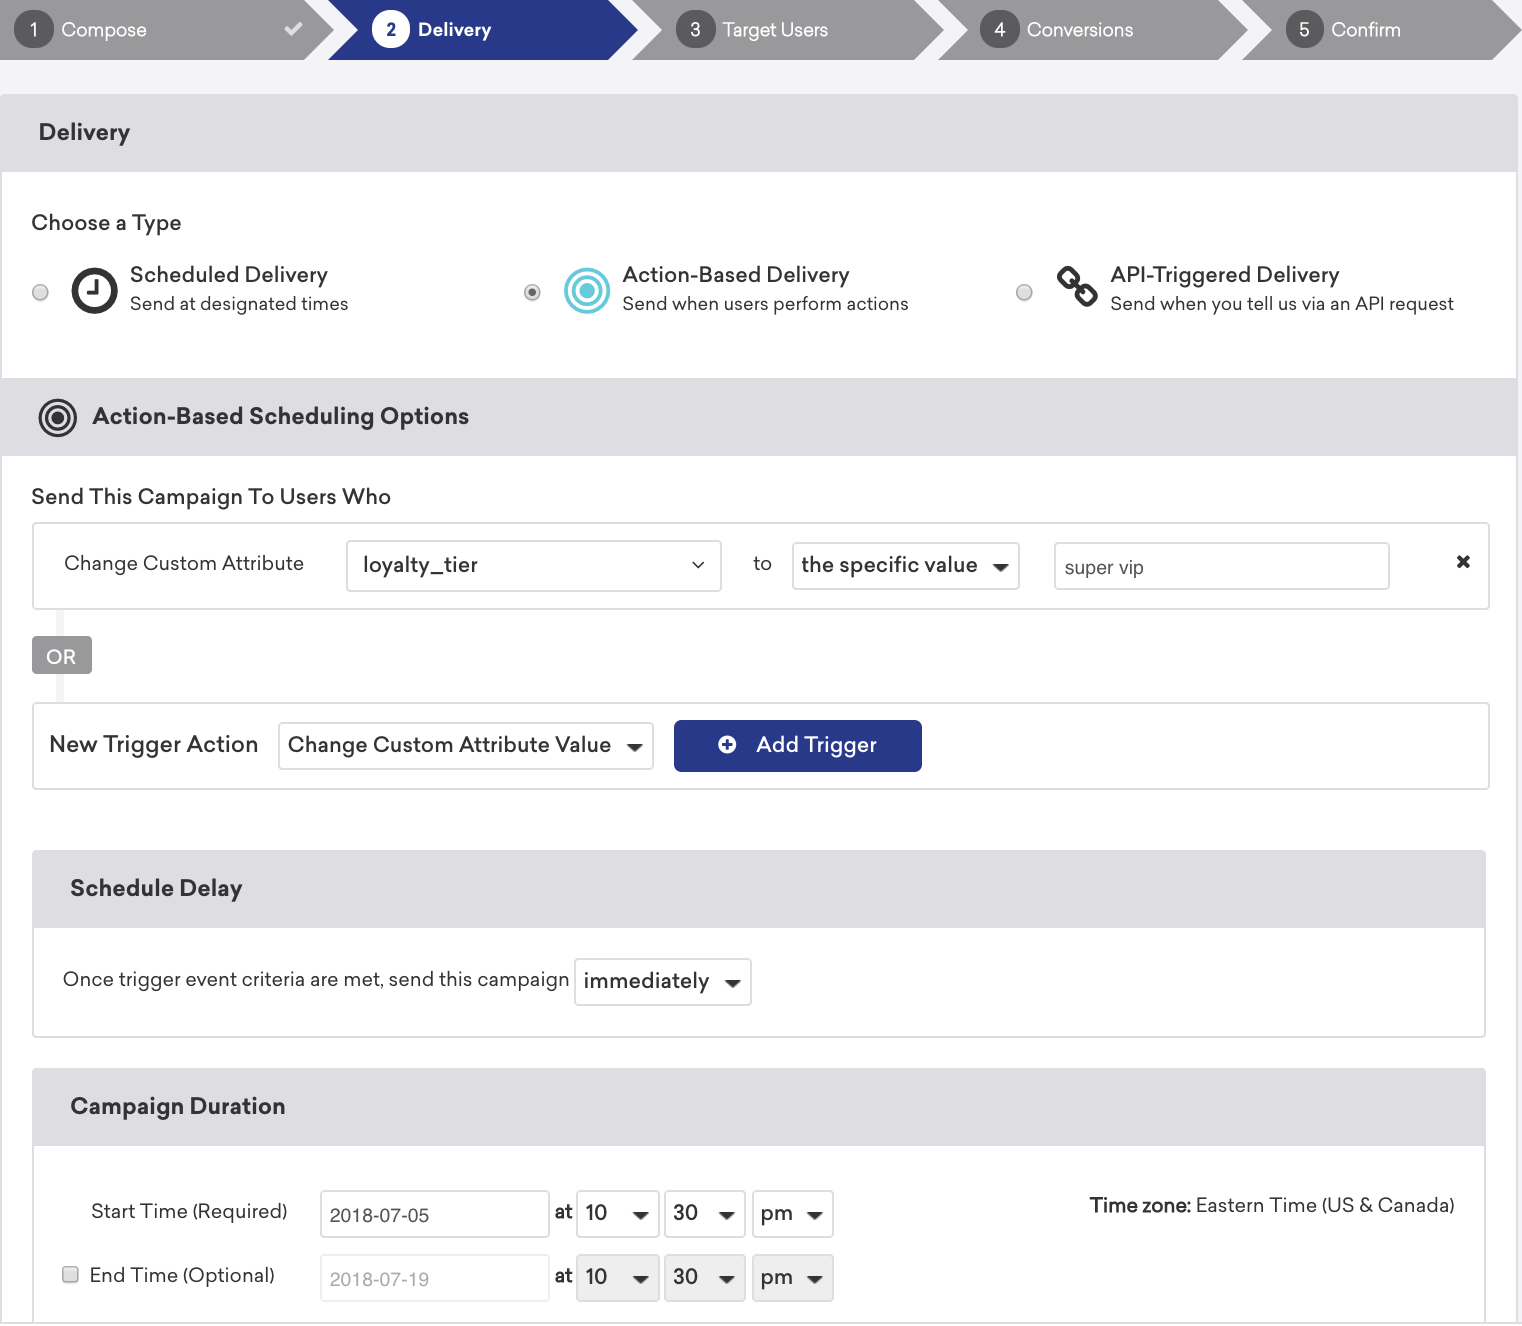 1 Compose 2 Delivery 3 Target Users 4 Conversions 5 Confirm
Delivery
Choose a Type
Scheduled Delivery
Send at designated times
Action-Based Delivery
Send when users perform actions
API-Triggered Delivery
Send when you tell us via an API request
Action-Based Scheduling Options
Send This Campaign To Users Who
Change Custom Attribute loyalty_tier to the specific value super vip
OR
New Trigger Action Change Custom Attribute Value Add Trigger
Schedule Delay
Once trigger event criteria are met, send this campaign immediately
Campaign Duration
Start Time (Required) 2018-07-05 at 10 30 pm Time zone: Eastern Time (US & Canada)
End Time (Optional) 2018-07-19 at 10 30 pm